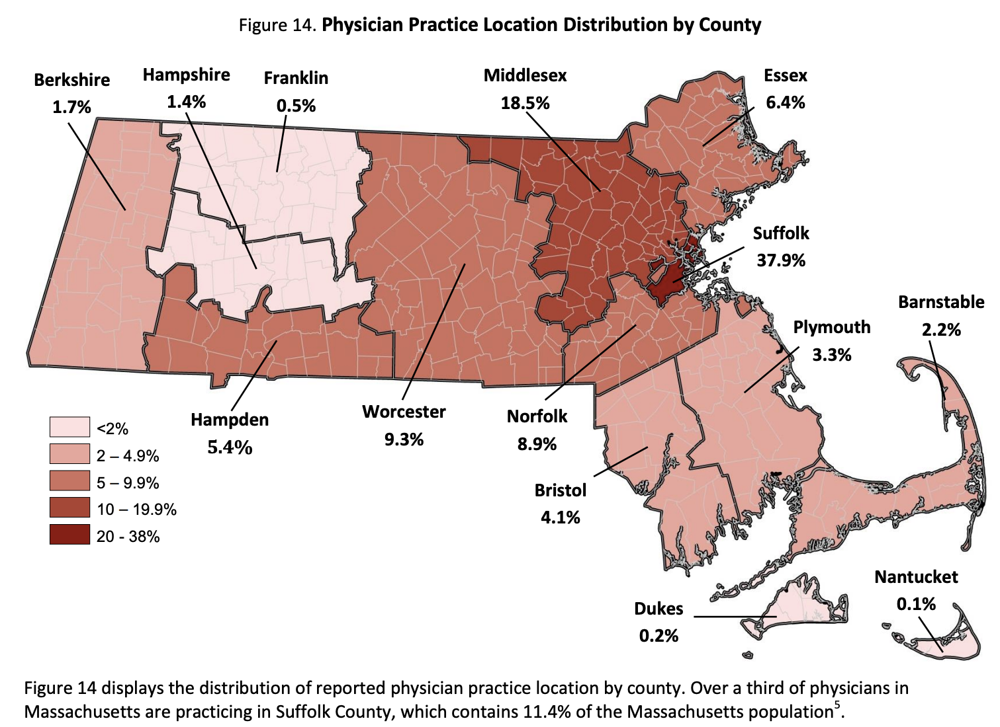 Figure 14. Physician Practice Location Distribution by County
Berkshire
1.7%
Hampshire
1.4%
Franklin
0.5%
Middlesex
18.5%
Essex
6.4%
Suffolk
37.9%
Barnstable
2.2%
Plymouth
3.3%
Hampden
5.4%
Worcester
9.3%
Norfolk
8.9%
Bristol
4.1%
<2%
2 – 4.9%
5 – 9.9%
10 – 19.9%
20 - 38%
Dukes
0.2%
Nantucket
0.1%
Figure 14 displays the distribution of reported physician practice location by county. Over a third of physicians in
Massachusetts are practicing in Suffolk County, which contains 11.4% of the Massachusetts population⁵.